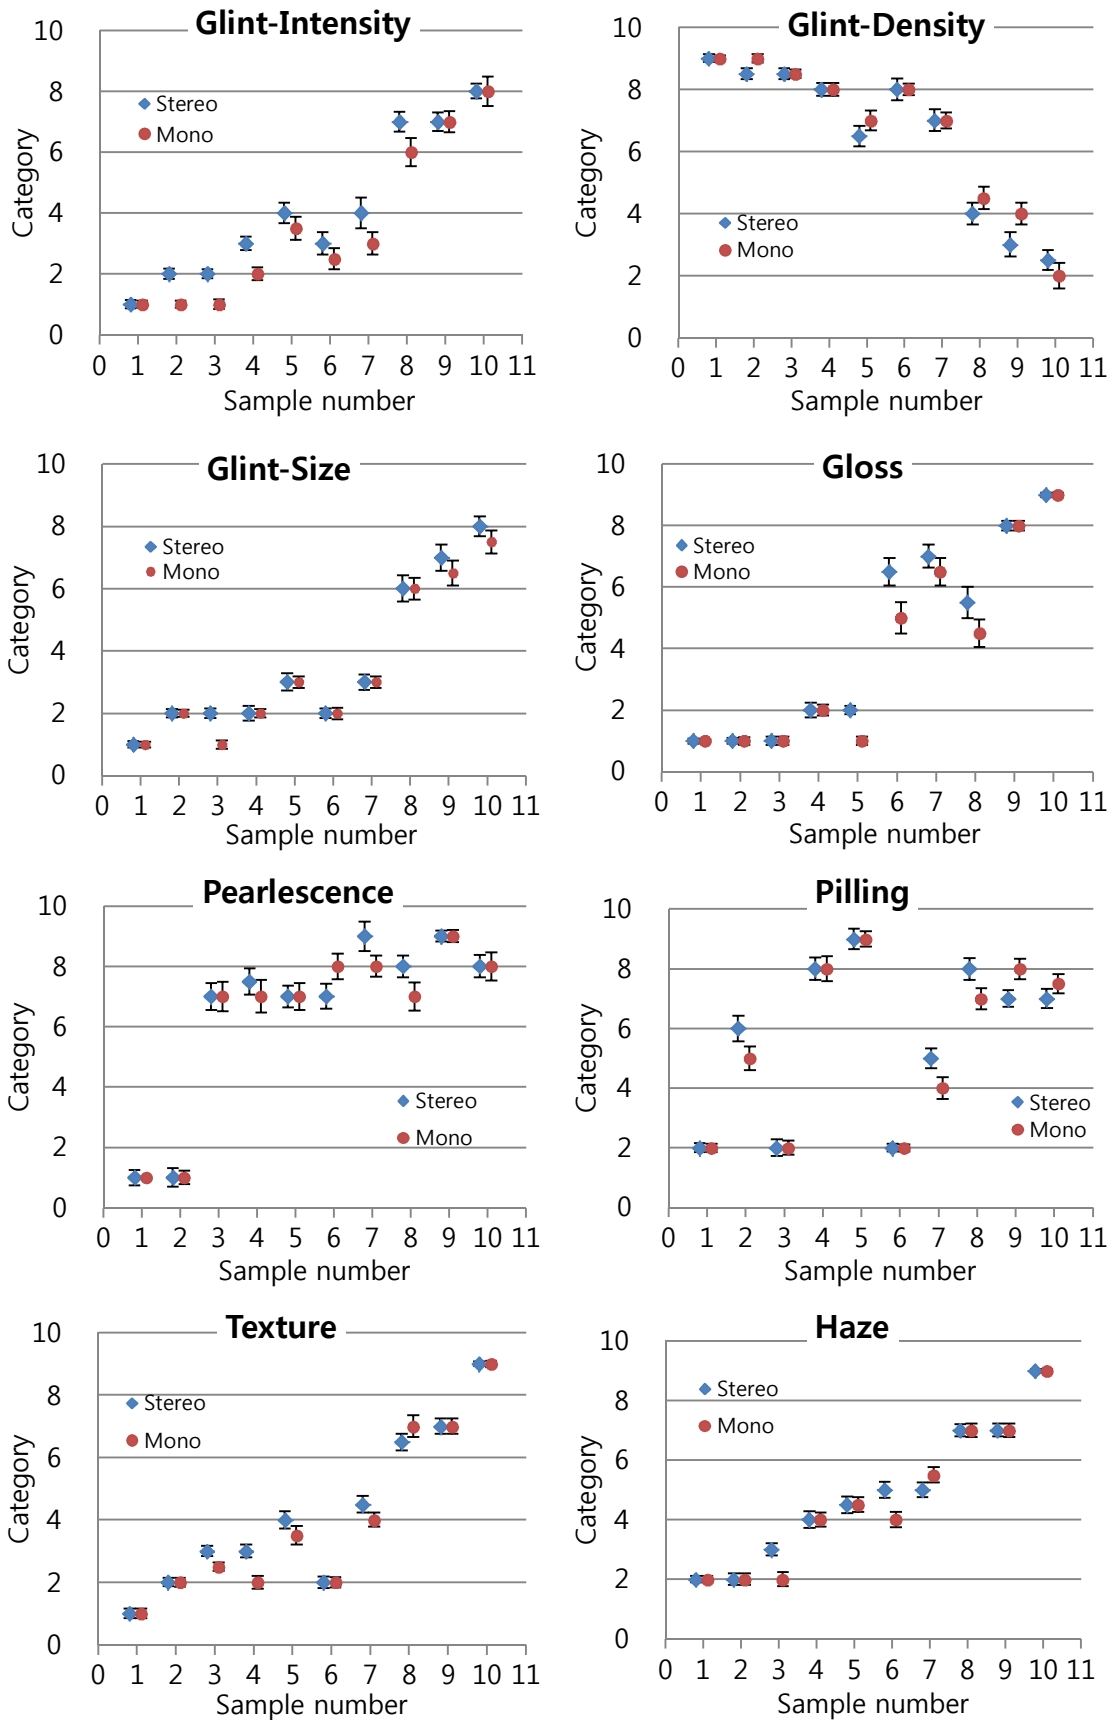 Glint-Intensity
10
8
6
4
2
0
Category
Stereo
Mono
0 1 2 3 4 5 6 7 8 9 10 11
Sample number
Glint-Density
10
8
6
4
2
0
Category
Stereo
Mono
0 1 2 3 4 5 6 7 8 9 10 11
Sample number
Glint-Size
10
8
6
4
2
0
Category
Stereo
Mono
0 1 2 3 4 5 6 7 8 9 10 11
Sample number
Gloss
10
8
6
4
2
0
Category
Stereo
Mono
0 1 2 3 4 5 6 7 8 9 10 11
Sample number
Pearlescence
10
8
6
4
2
0
Category
Stereo
Mono
0 1 2 3 4 5 6 7 8 9 10 11
Sample number
Pilling
10
8
6
4
2
0
Category
Stereo
Mono
0 1 2 3 4 5 6 7 8 9 10 11
Sample number
Texture
10
8
6
4
2
0
Category
Stereo
Mono
0 1 2 3 4 5 6 7 8 9 10 11
Sample number
Haze
10
8
6
4
2
0
Category
Stereo
Mono
0 1 2 3 4 5 6 7 8 9 10 11
Sample number